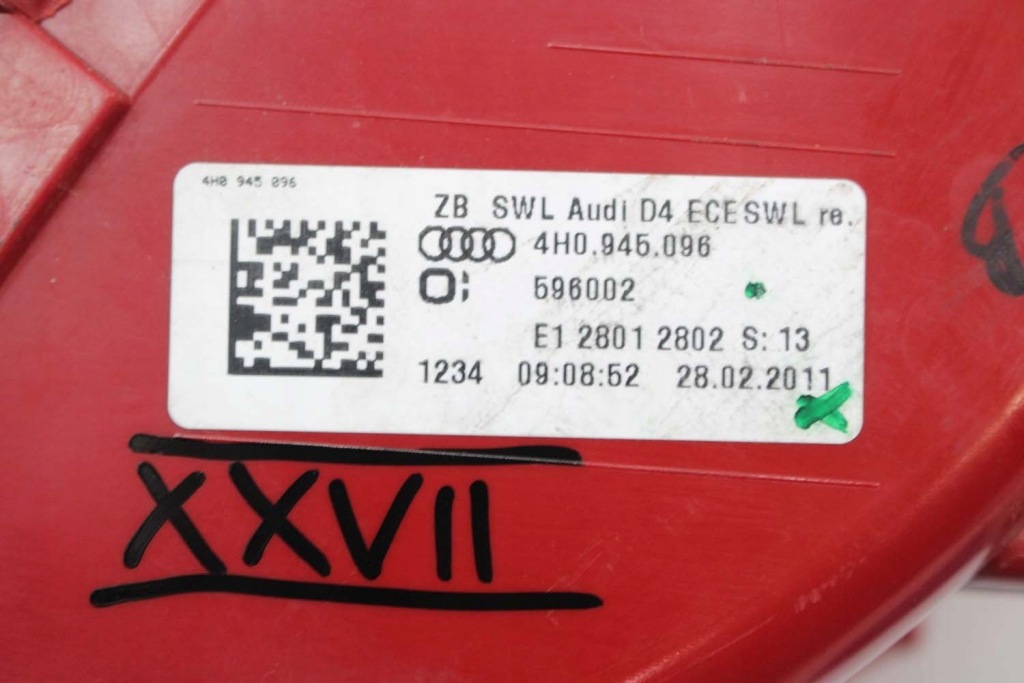 4H0 945 096
ZB SWL Audi D4 ECESWL re.
4H0.945.096
596002
E1 2801 2802 S: 13
1234 09:08:52 28.02.2011
XXVII